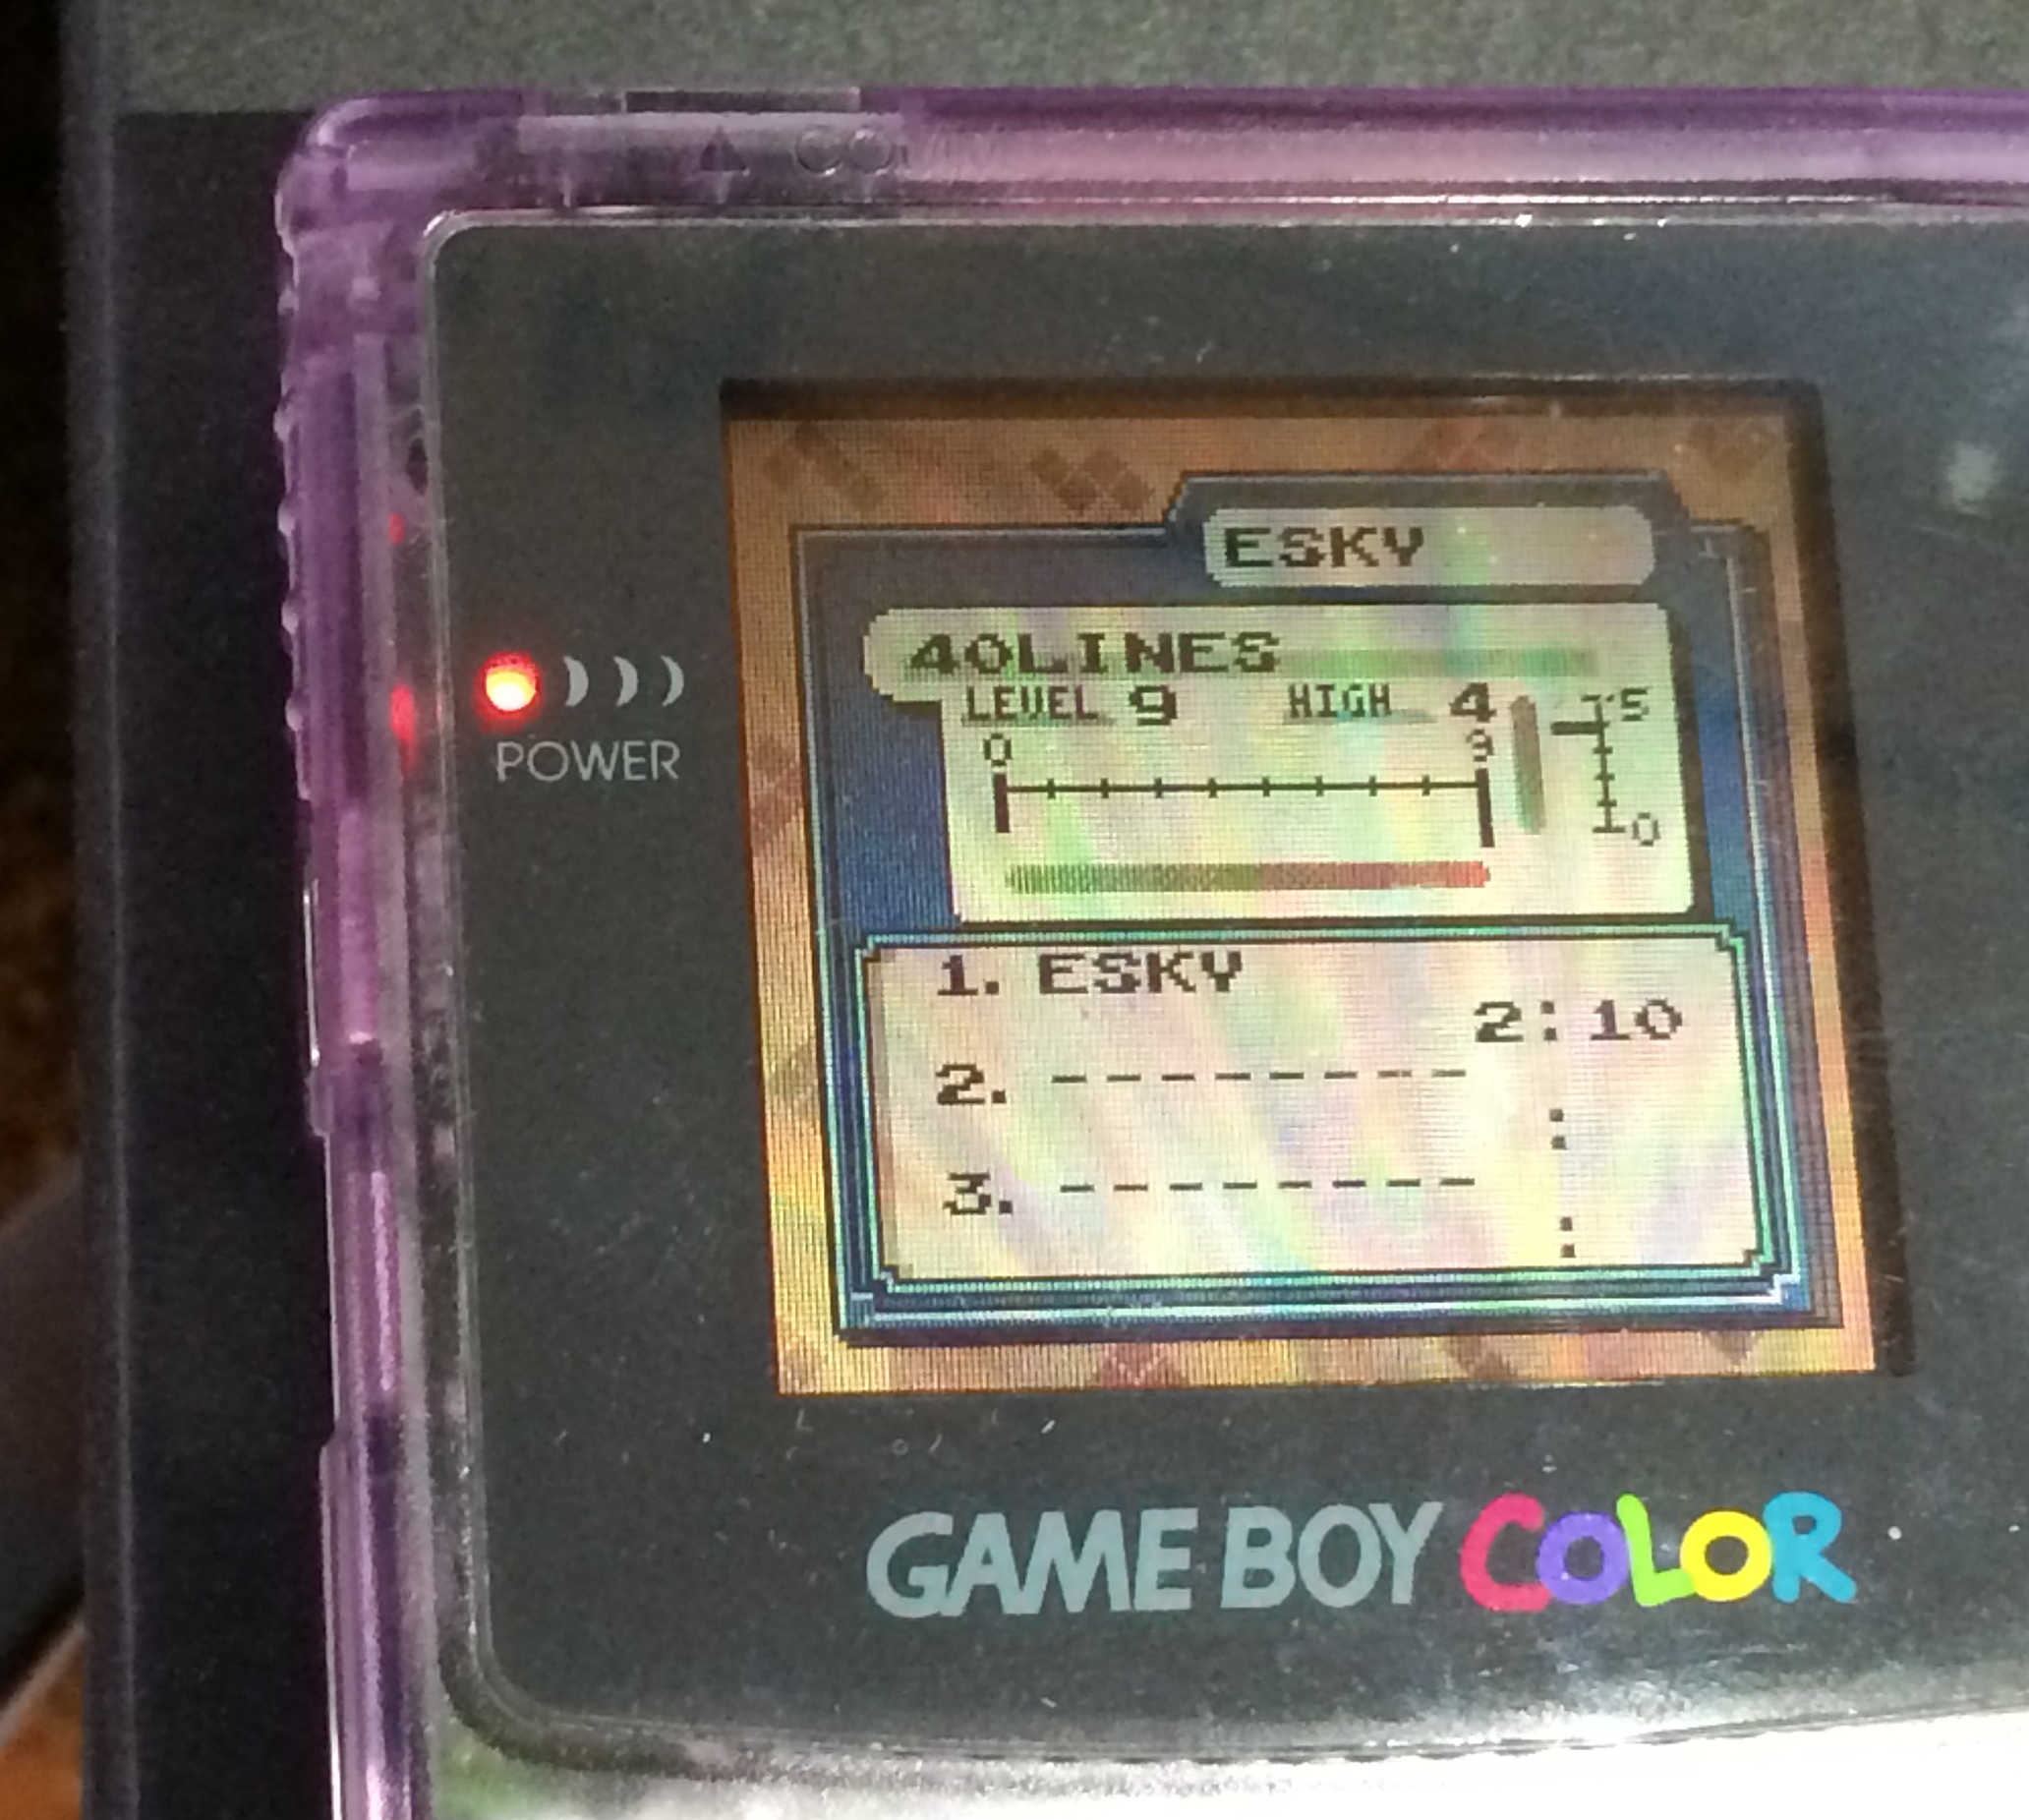 ESKY
40LINES
LEVEL 9 HIGH 4
5
0 9
0
1. ESKY
2:10
2. --------
:
3. --------
:
POWER
GAME BOY COLOR